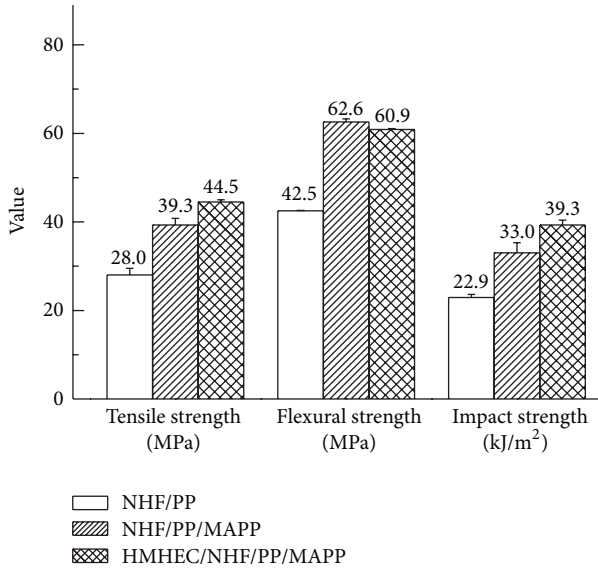 80
60
40
20
0
Value
28.0
39.3
44.5
42.5
62.6
60.9
22.9
33.0
39.3
Tensile strength
(MPa)
Flexural strength
(MPa)
Impact strength
(kJ/m²)
NHF/PP
NHF/PP/MAPP
HMHEC/NHF/PP/MAPP